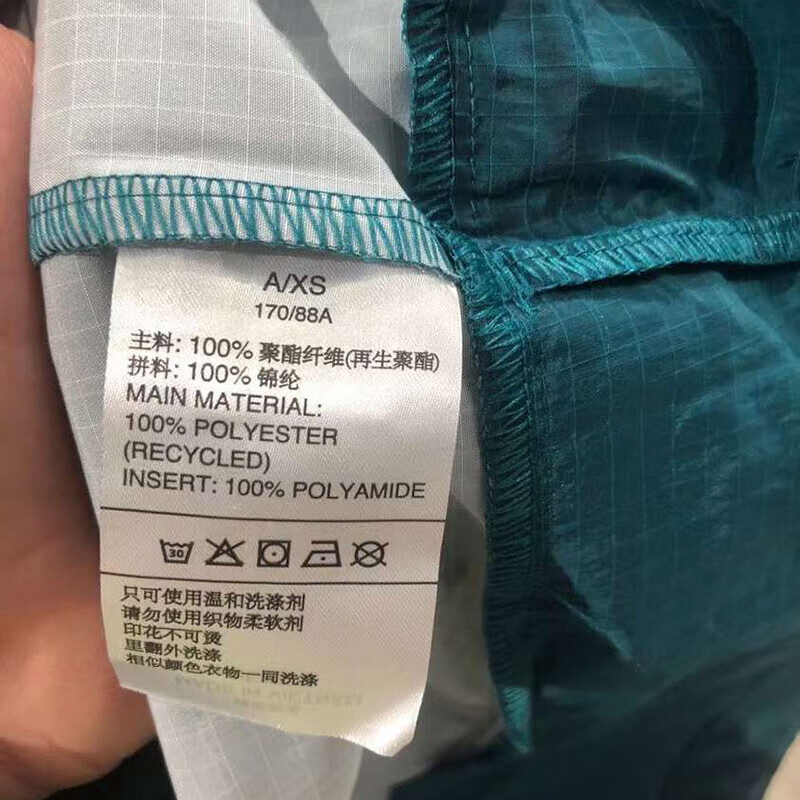 A/XS
170/88A
主料: 100% 聚酯纤维(再生聚酯)
拼料: 100% 锦纶
MAIN MATERIAL:
100% POLYESTER
(RECYCLED)
INSERT: 100% POLYAMIDE
30
只可使用温和洗涤剂
请勿使用织物柔软剂
印花不可烫
里翻外洗涤
相似颜色衣物一同洗涤